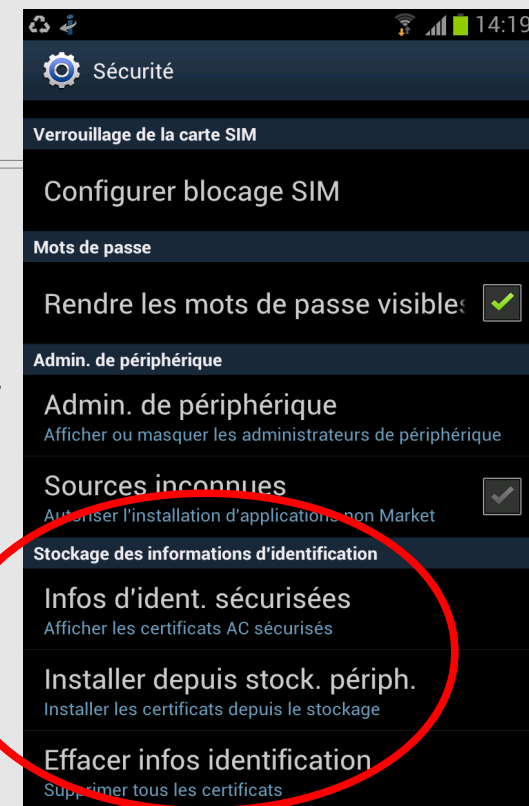 14:19
Sécurité
Verrouillage de la carte SIM
Configurer blocage SIM
Mots de passe
Rendre les mots de passe visibles
Admin. de périphérique
Admin. de périphérique
Afficher ou masquer les administrateurs de périphérique
Sources inconnues
Autoriser l'installation d'applications non Market
Stockage des informations d'identification
Infos d'ident. sécurisées
Afficher les certificats AC sécurisés
Installer depuis stock. périph.
Installer les certificats depuis le stockage
Effacer infos identification
Supprimer tous les certificats